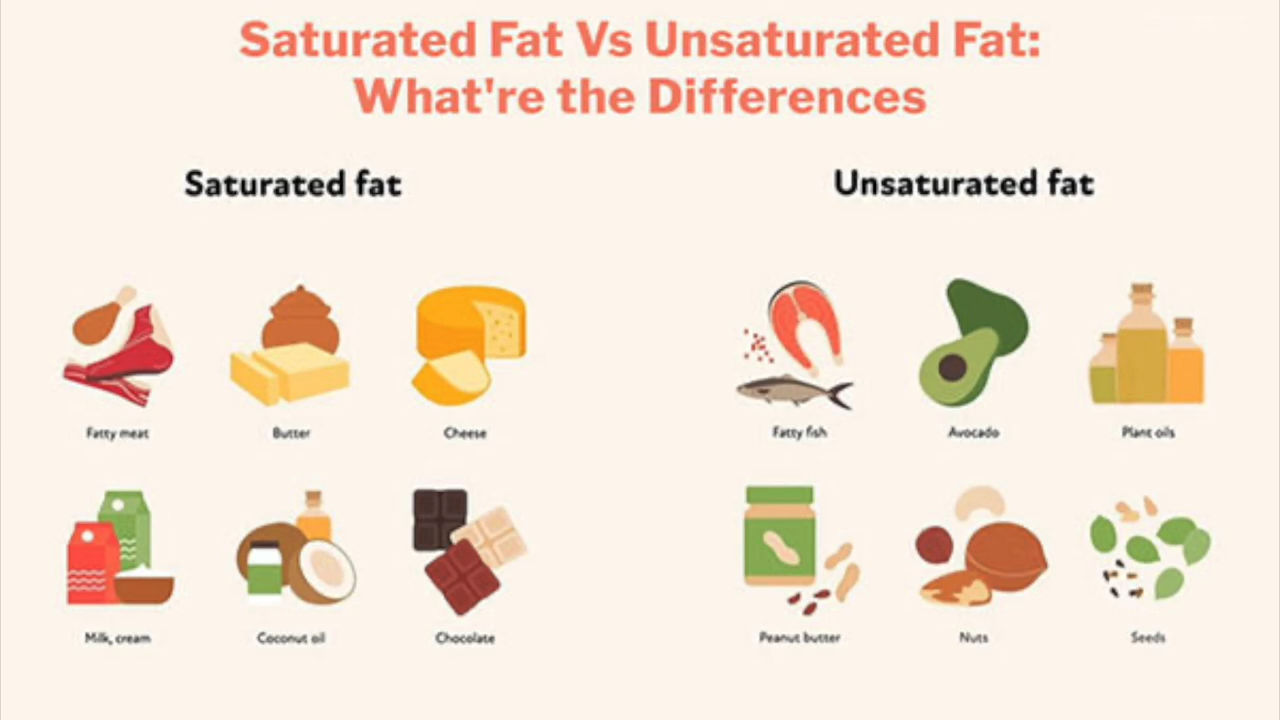 Saturated Fat Vs Unsaturated Fat:
What're the Differences
Saturated fat
Unsaturated fat
Fatty meat
Butter
Cheese
Fatty fish
Avocado
Plant oils
Milk, cream
Coconut oil
Chocolate
Peanut butter
Nuts
Seeds